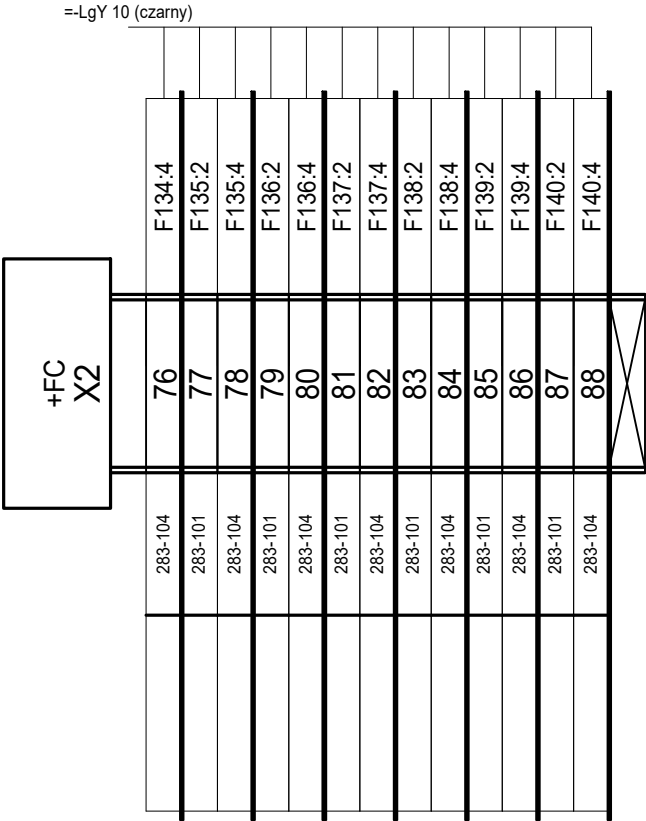 =-LgY 10 (czarny)
F134:4
F135:2
F135:4
F136:2
F136:4
F137:2
F137:4
F138:2
F138:4
F139:2
F139:4
F140:2
F140:4
+FC
X2
76
77
78
79
80
81
82
83
84
85
86
87
88
283-104
283-101
283-104
283-101
283-104
283-101
283-104
283-101
283-104
283-101
283-104
283-101
283-104